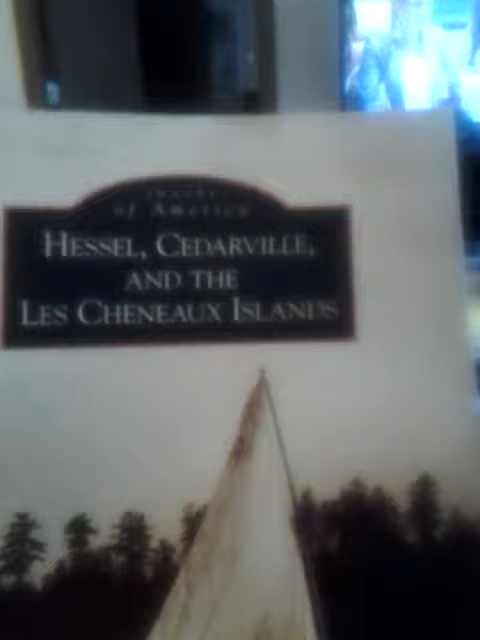 IMAGES
of America
HESSEL, CEDARVILLE,
AND THE
LES CHENEAUX ISLANDS